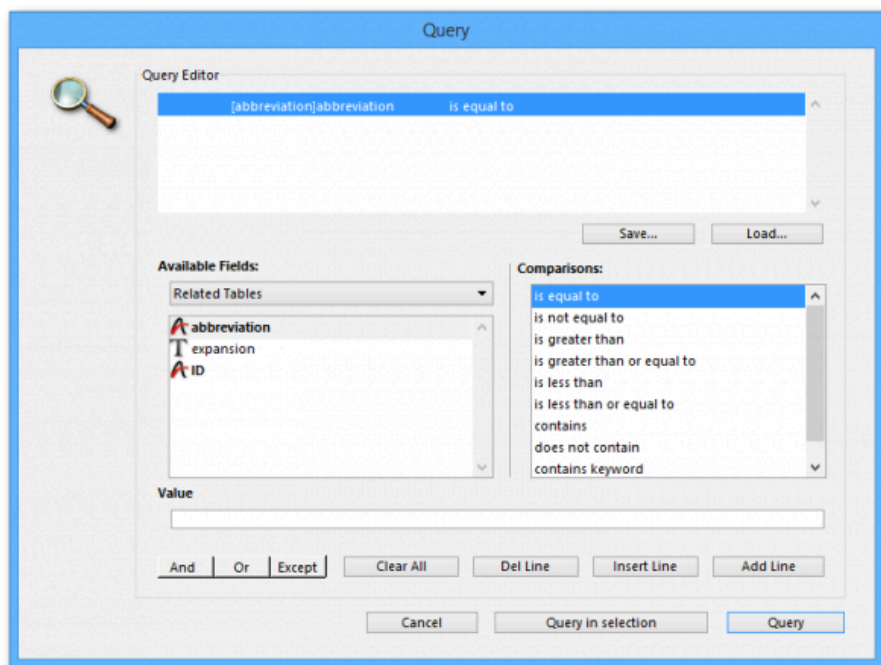 Query
Query Editor
[abbreviation]abbreviation is equal to
Save... Load...
Available Fields:
Related Tables
abbreviation
expansion
ID
Comparisons:
is equal to
is not equal to
is greater than
is greater than or equal to
is less than
is less than or equal to
contains
does not contain
contains keyword
Value
And Or Except Clear All Del Line Insert Line Add Line
Cancel Query in selection Query